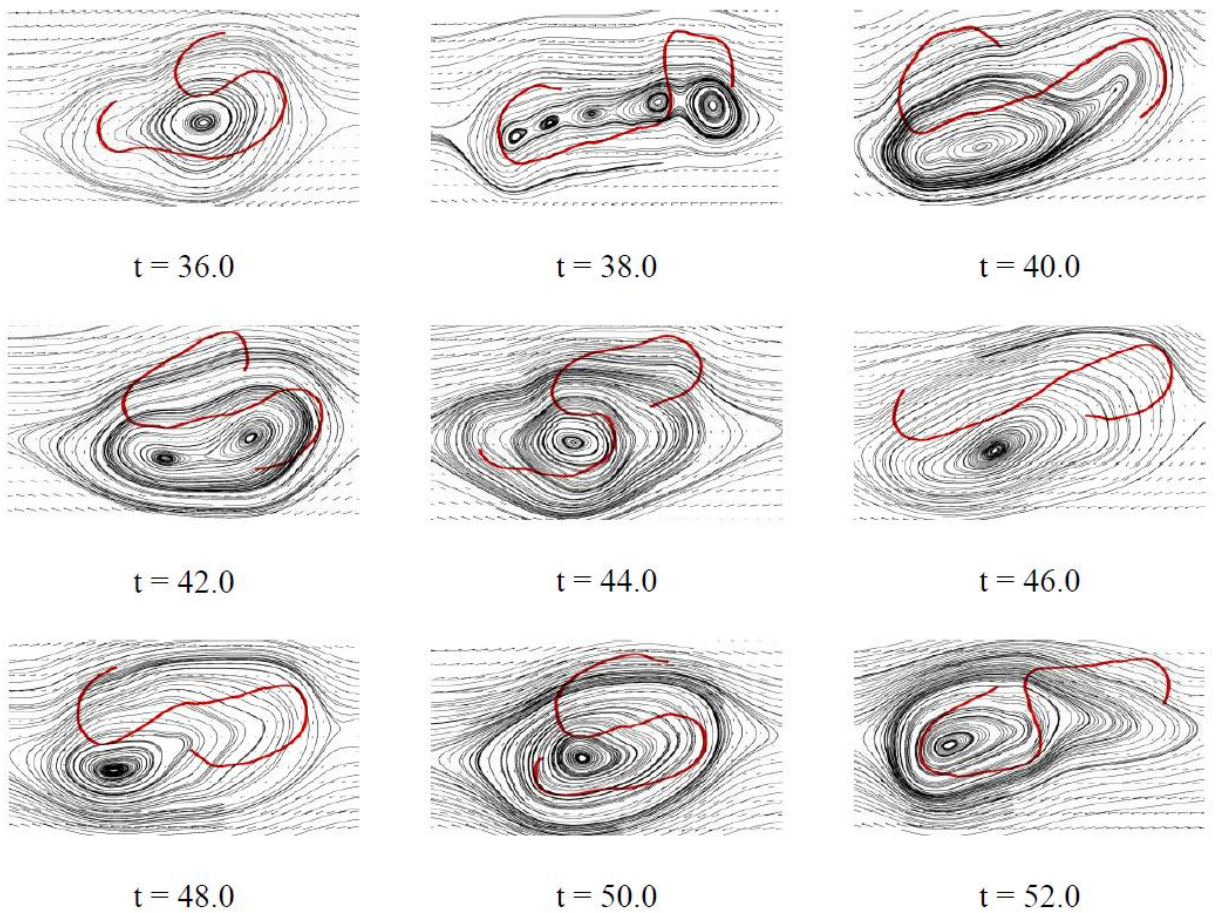 t = 36.0
t = 38.0
t = 40.0
t = 42.0
t = 44.0
t = 46.0
t = 48.0
t = 50.0
t = 52.0